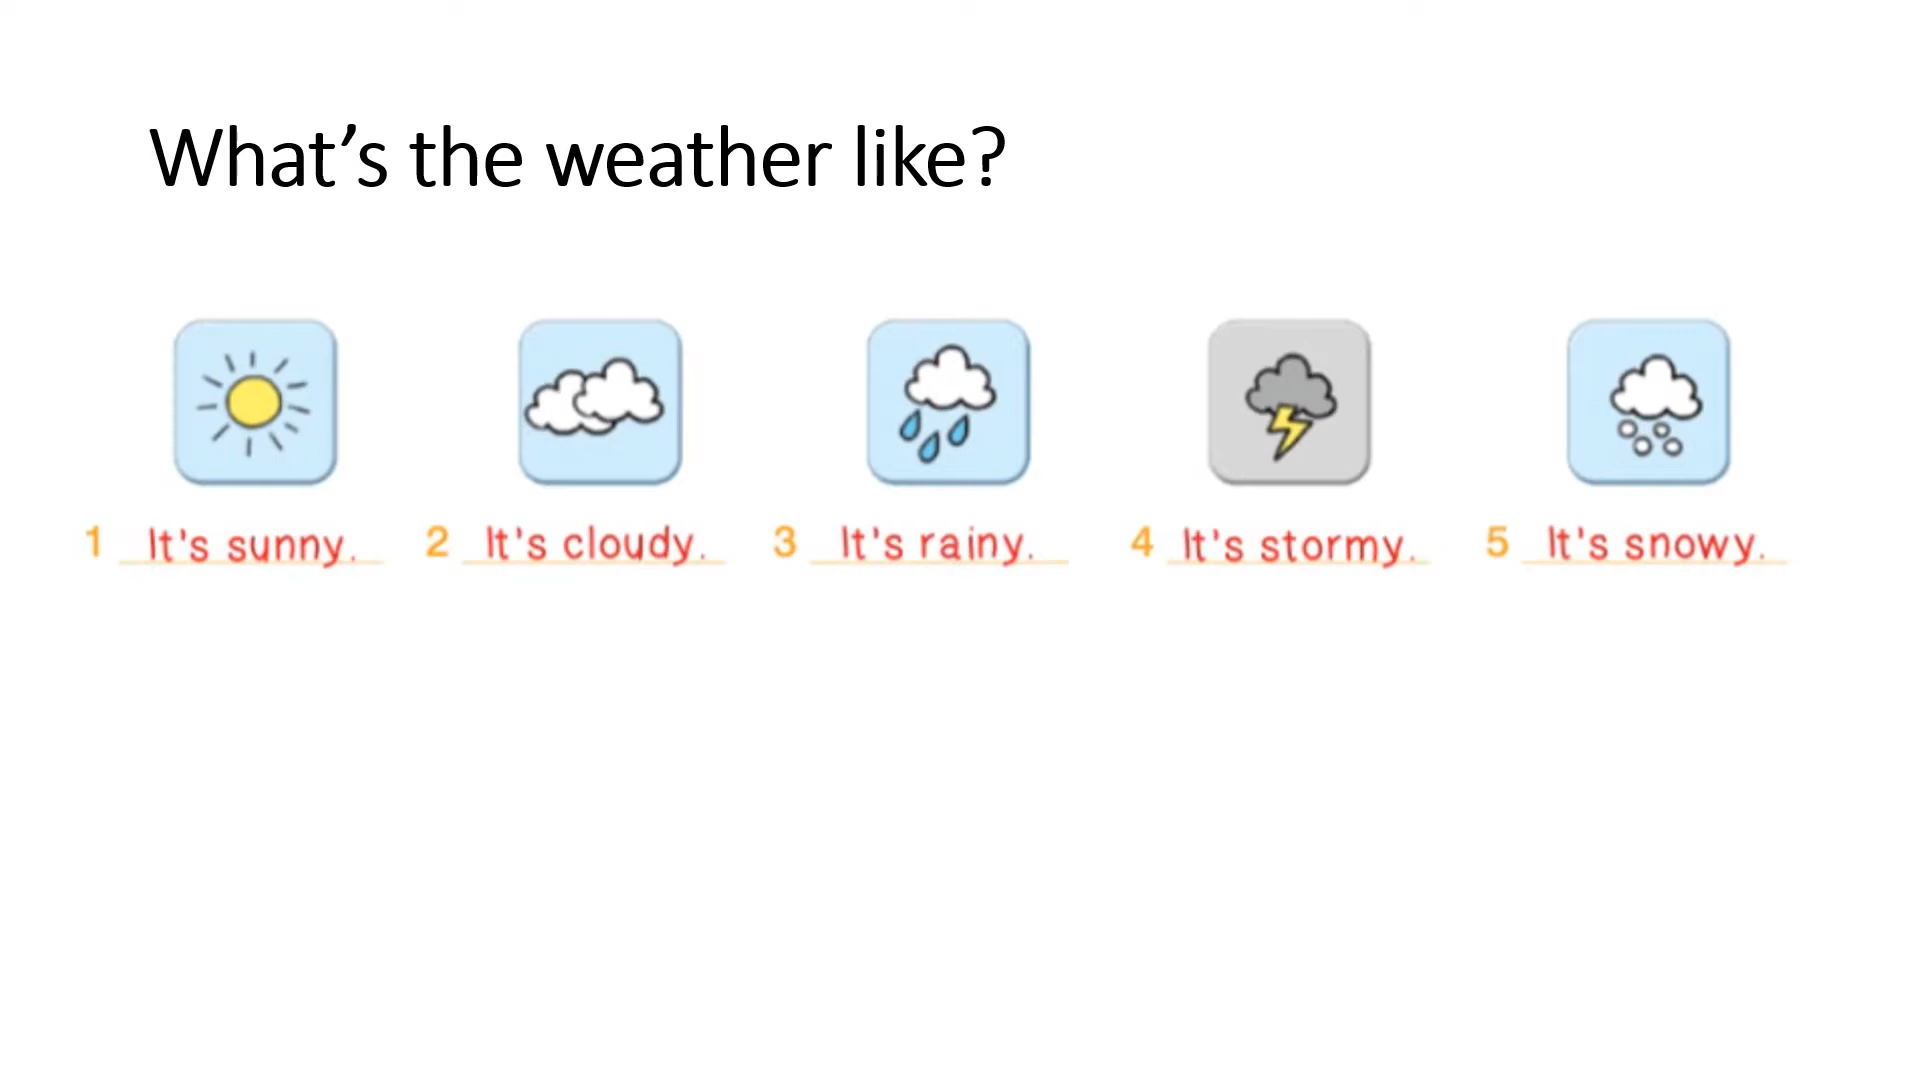 What’s the weather like?
1 It's sunny. 2 It's cloudy. 3 It's rainy. 4 It's stormy. 5 It's snowy.